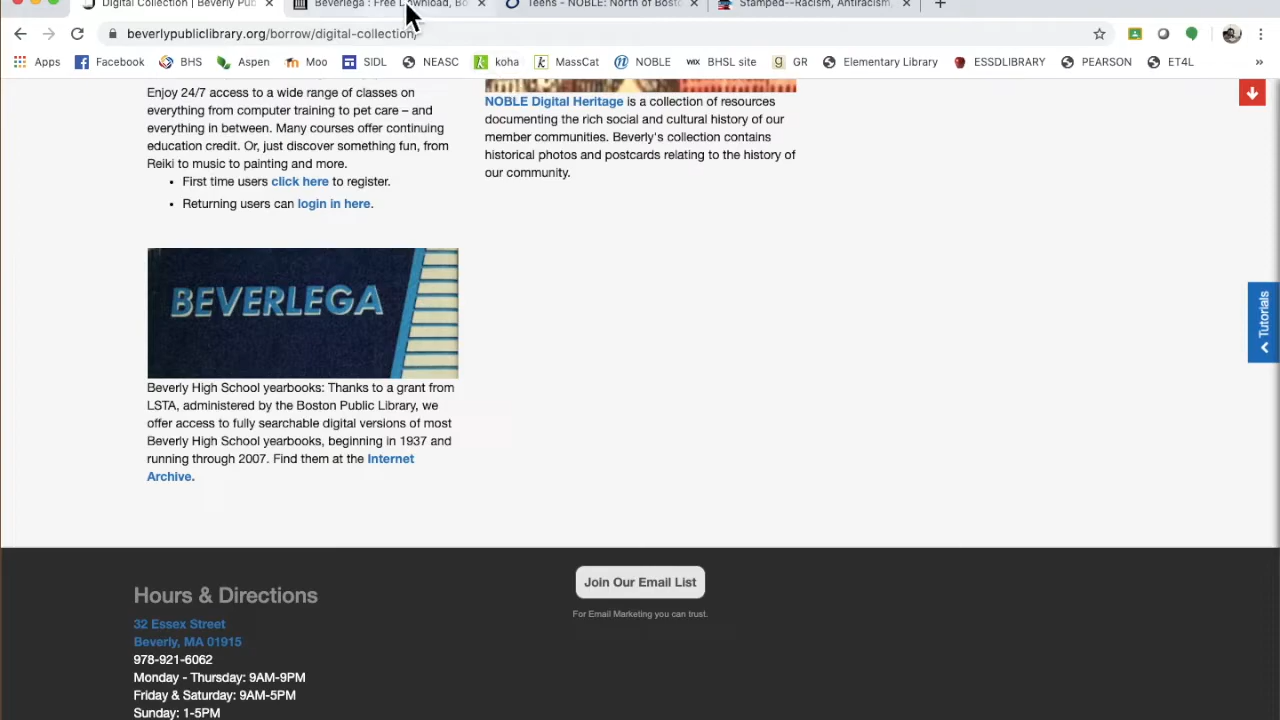 Digital Collection | Beverly Pub
Beverlega : Free Download, Bo
Teens - NOBLE: North of Bosto
Stamped--Racism, Antiracism,
beverlypubliclibrary.org/borrow/digital-collection/
Apps
Facebook
BHS
Aspen
Moo
SIDL
NEASC
koha
MassCat
NOBLE
WIX BHSL site
g GR
Elementary Library
ESSDLIBRARY
PEARSON
ET4L
»
Enjoy 24/7 access to a wide range of classes on
everything from computer training to pet care – and
everything in between. Many courses offer continuing
education credit. Or, just discover something fun, from
Reiki to music to painting and more.
• First time users click here to register.
• Returning users can login in here.
NOBLE Digital Heritage is a collection of resources
documenting the rich social and cultural history of our
member communities. Beverly's collection contains
historical photos and postcards relating to the history of
our community.
BEVERLEGA
Beverly High School yearbooks: Thanks to a grant from
LSTA, administered by the Boston Public Library, we
offer access to fully searchable digital versions of most
Beverly High School yearbooks, beginning in 1937 and
running through 2007. Find them at the Internet
Archive.
Tutorials
Hours & Directions
32 Essex Street
Beverly, MA 01915
978-921-6062
Monday - Thursday: 9AM-9PM
Friday & Saturday: 9AM-5PM
Sunday: 1-5PM
Join Our Email List
For Email Marketing you can trust.